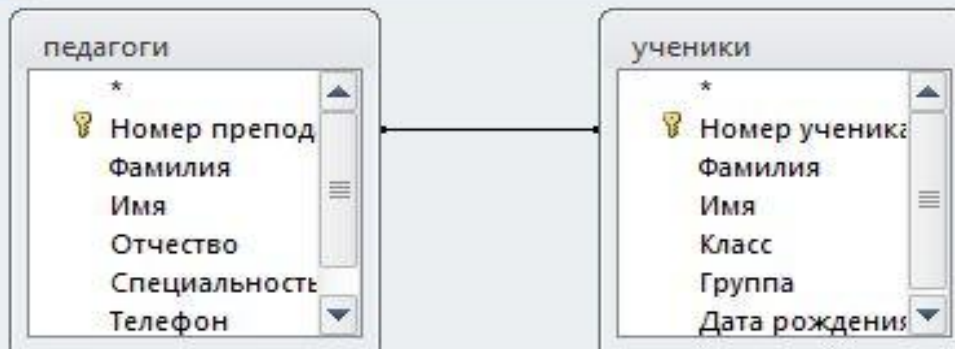 педагоги
*
Номер препод
Фамилия
Имя
Отчество
Специальность
Телефон
ученики
*
Номер ученика
Фамилия
Имя
Класс
Группа
Дата рождения